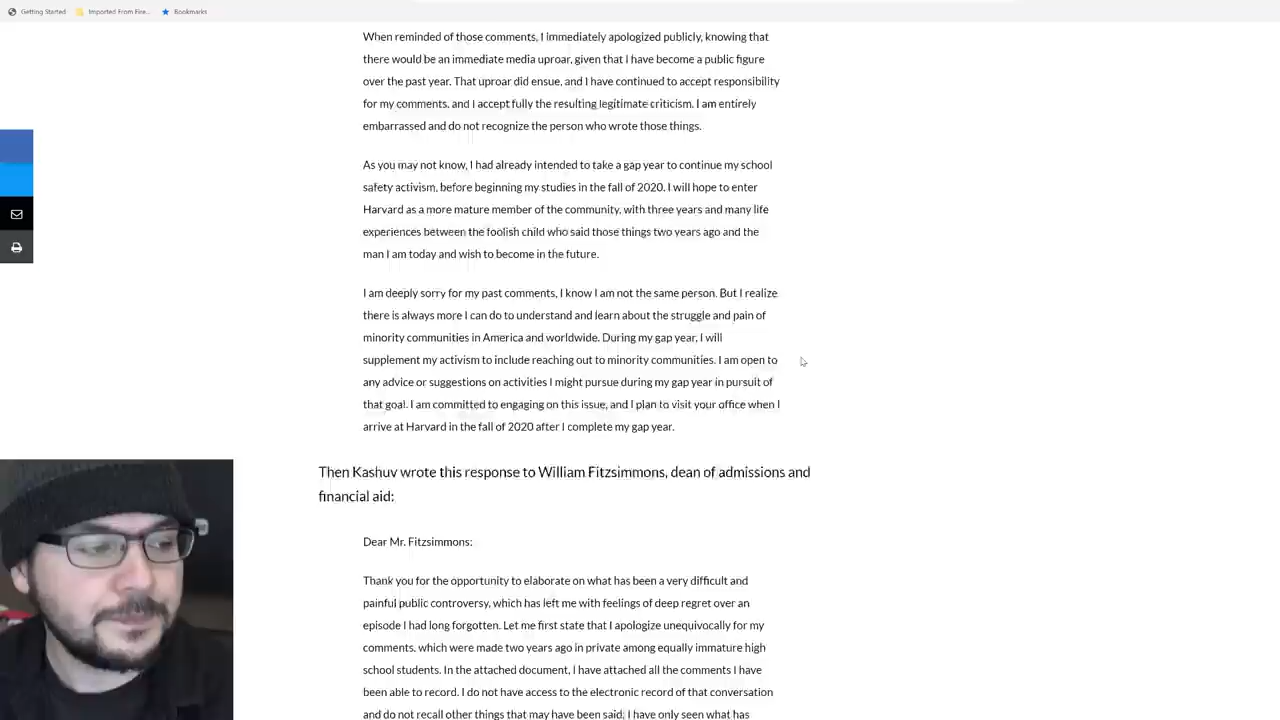 Getting Started
Imported From Fire...
Bookmarks
When reminded of those comments, I immediately apologized publicly, knowing that
there would be an immediate media uproar, given that I have become a public figure
over the past year. That uproar did ensue, and I have continued to accept responsibility
for my comments, and I accept fully the resulting legitimate criticism. I am entirely
embarrassed and do not recognize the person who wrote those things.
As you may not know, I had already intended to take a gap year to continue my school
safety activism, before beginning my studies in the fall of 2020. I will hope to enter
Harvard as a more mature member of the community, with three years and many life
experiences between the foolish child who said those things two years ago and the
man I am today and wish to become in the future.
I am deeply sorry for my past comments, I know I am not the same person. But I realize
there is always more I can do to understand and learn about the struggle and pain of
minority communities in America and worldwide. During my gap year, I will
supplement my activism to include reaching out to minority communities. I am open to
any advice or suggestions on activities I might pursue during my gap year in pursuit of
that goal. I am committed to engaging on this issue, and I plan to visit your office when I
arrive at Harvard in the fall of 2020 after I complete my gap year.
Then Kashuv wrote this response to William Fitzsimmons, dean of admissions and
financial aid:
Dear Mr. Fitzsimmons:
Thank you for the opportunity to elaborate on what has been a very difficult and
painful public controversy, which has left me with feelings of deep regret over an
episode I had long forgotten. Let me first state that I apologize unequivocally for my
comments, which were made two years ago in private among equally immature high
school students. In the attached document, I have attached all the comments I have
been able to record. I do not have access to the electronic record of that conversation
and do not recall other things that may have been said; I have only seen what has